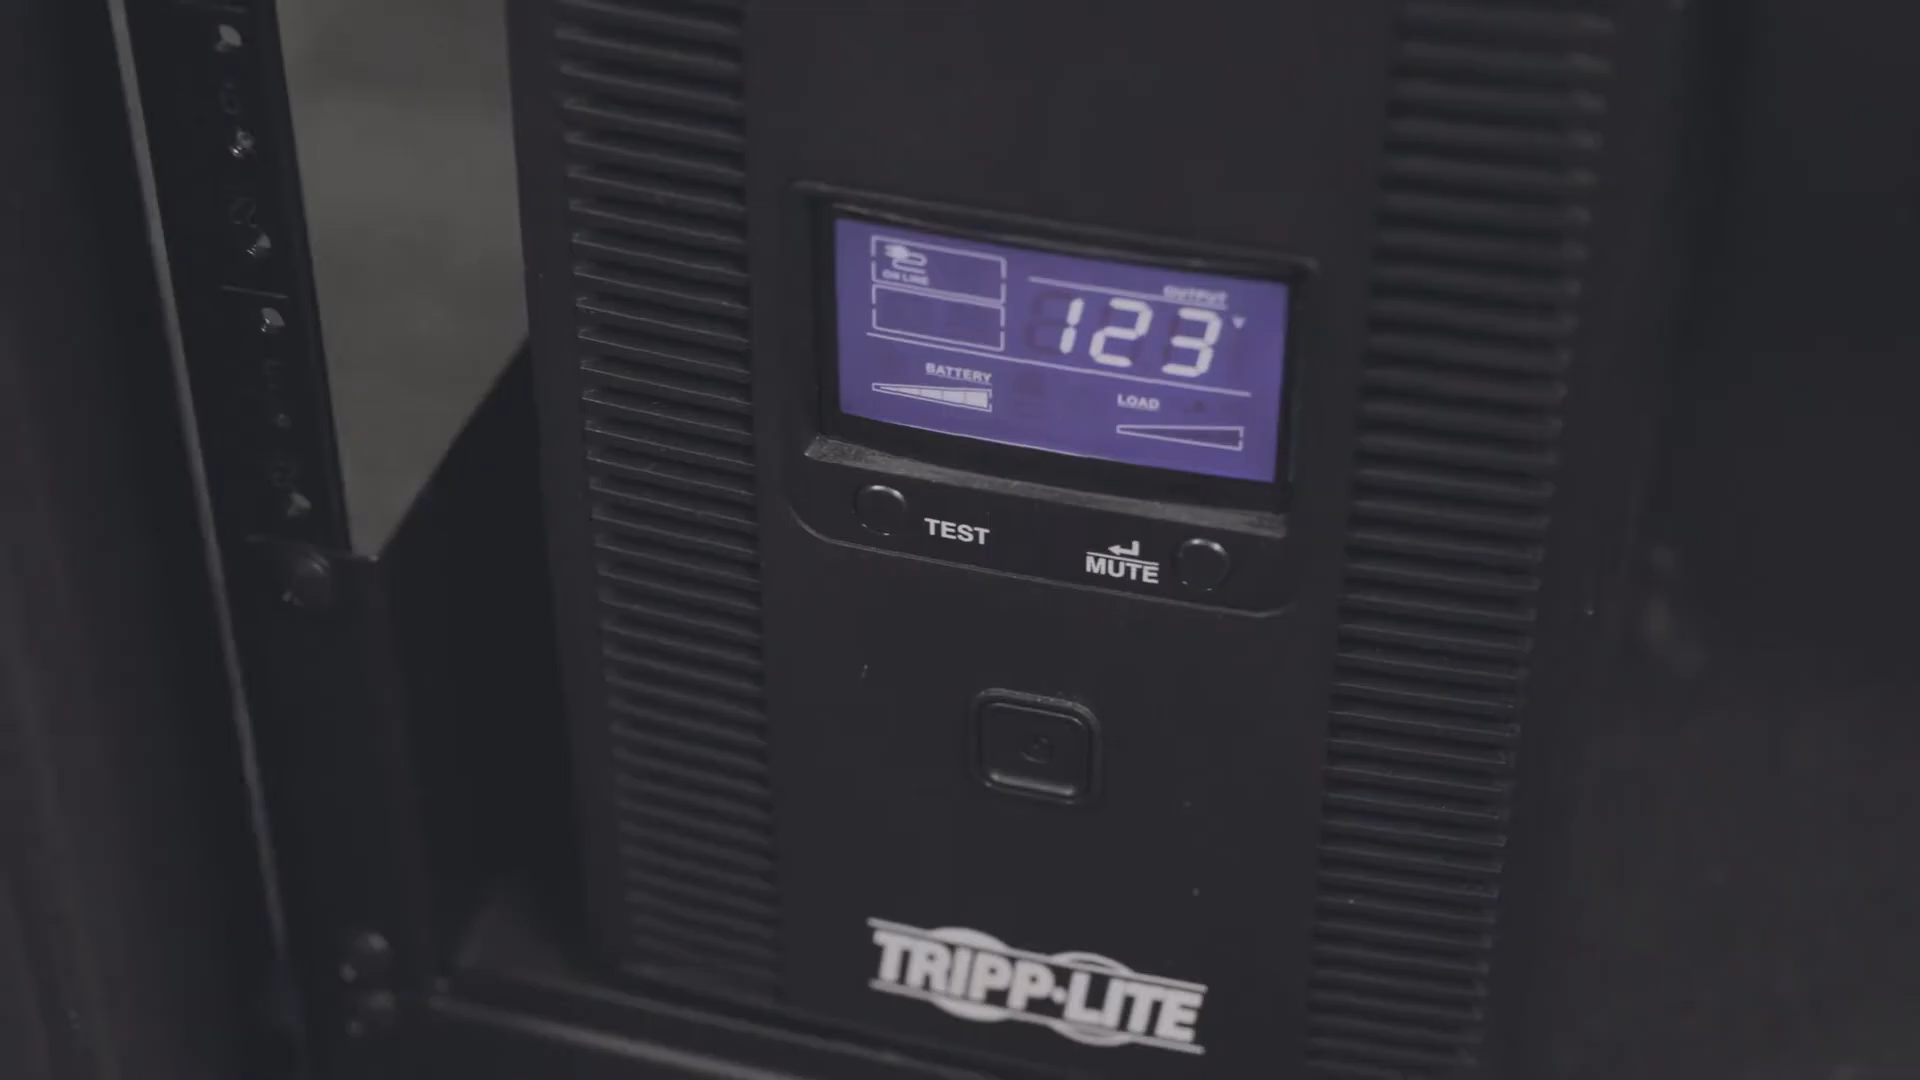 ON LINE
OUTPUT
123
BATTERY
LOAD
TEST
MUTE
TRIPP·LITE